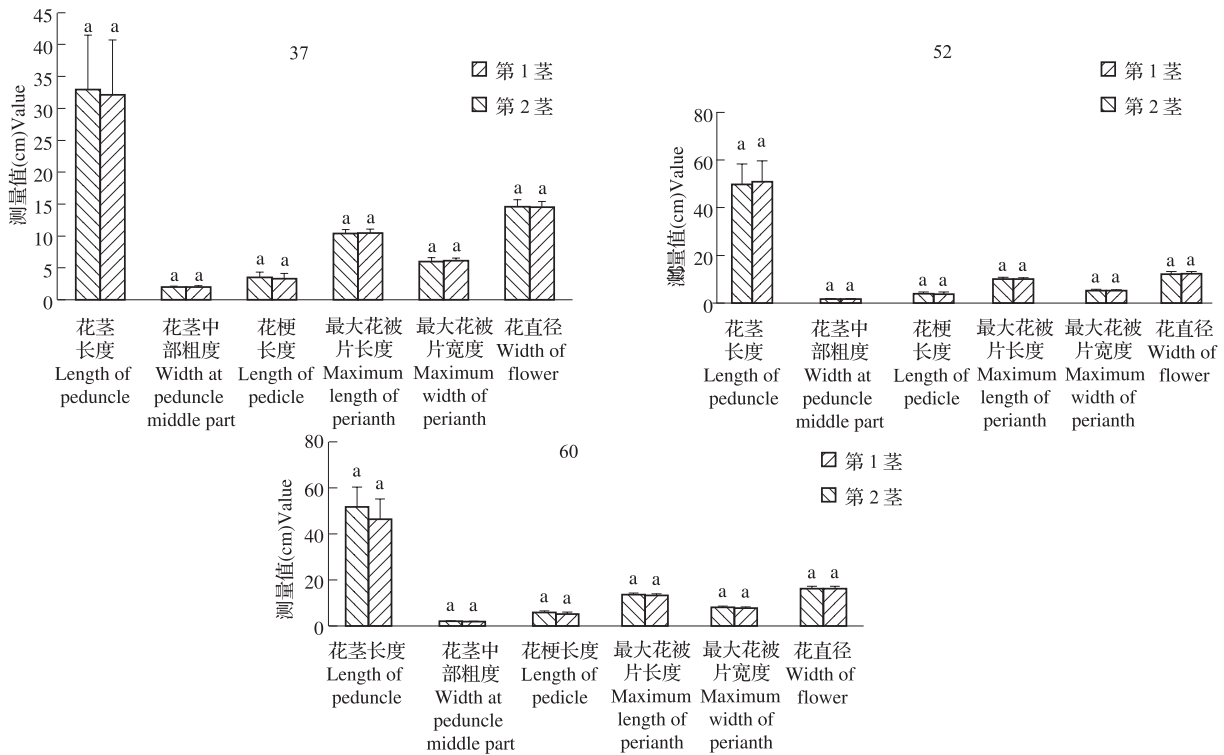 37
第1茎
第2茎
测量值(cm)Value
45
40
35
30
25
20
15
10
5
0
a a a a a a a a a a a a
花茎 花茎中 花梗 最大花被 最大花被 花直径
长度 部粗度 长度 片长度 片宽度 Width of
Length of Width at Length of Maximum Maximum flower
peduncle peduncle pedicle length of width of
middle part perianth perianth
52
第1茎
第2茎
测量值(cm)Value
80
60
40
20
0
a a a a a a a a a a a a
花茎 花茎中 花梗 最大花被 最大花被 花直径
长度 部粗度 长度 片长度 片宽度 Width of
Length of Width at Length of Maximum Maximum flower
peduncle peduncle pedicle length of width of
middle part perianth perianth
60
第1茎
第2茎
测量值(cm)Value
80
60
40
20
0
a a a a a a a a a a a a
花茎长度 花茎中 花梗长度 最大花被 最大花被 花直径
Length of 部粗度 Length of 片长度 片宽度 Width of
peduncle Width at pedicle Maximum Maximum flower
peduncle length of width of
middle part perianth perianth